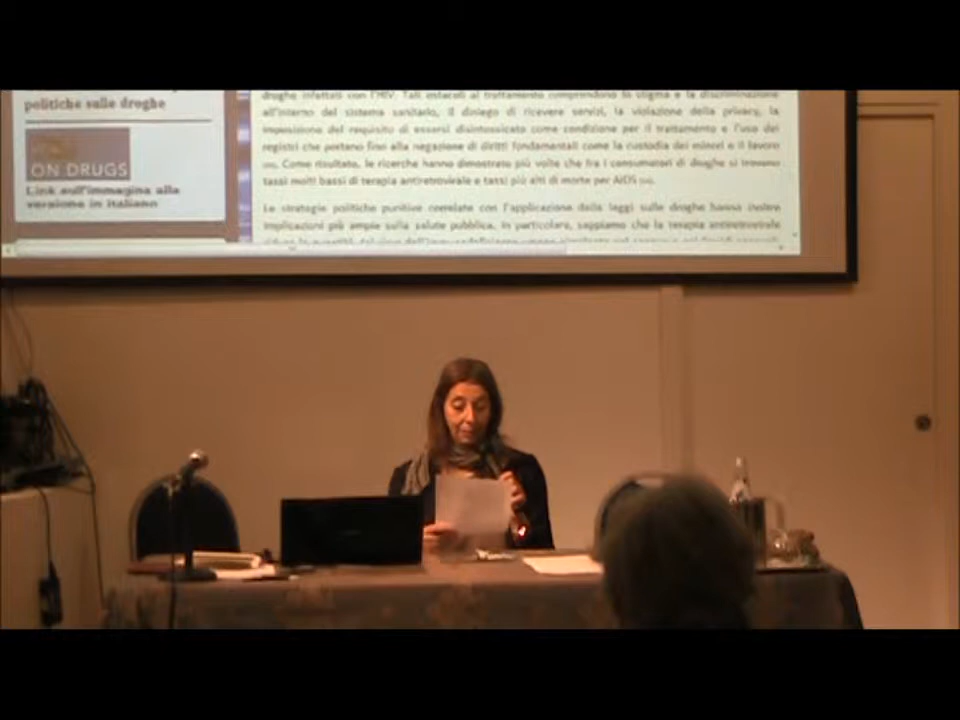 politiche sulle droghe
ON DRUGS
Link sull'immagina alla
versione in italiano
droghe infettati con l'HIV. Tali ostacoli al trattamento comprendono lo stigma e la discriminazione
all'interno del sistema sanitario, il diniego di ricevere servizi, la violazione della privacy, la
imposizione del requisito di essersi disintossicato come condizione per il trattamento e l'uso dei
registri che portano fino alla negazione di diritti fondamentali come la custodia dei minori e il lavoro
Come risultato, le ricerche hanno dimostrato più volte che fra i consumatori di droghe si trovano
tassi molti bassi di terapia antiretrovirale e tassi più alti di morte per AIDS
Le strategie politiche punitive correlate con l'applicazione delle leggi sulle droghe hanno inoltre
implicazioni più ampie sulla salute pubblica. In particolare, sappiamo che la terapia antiretrovirale